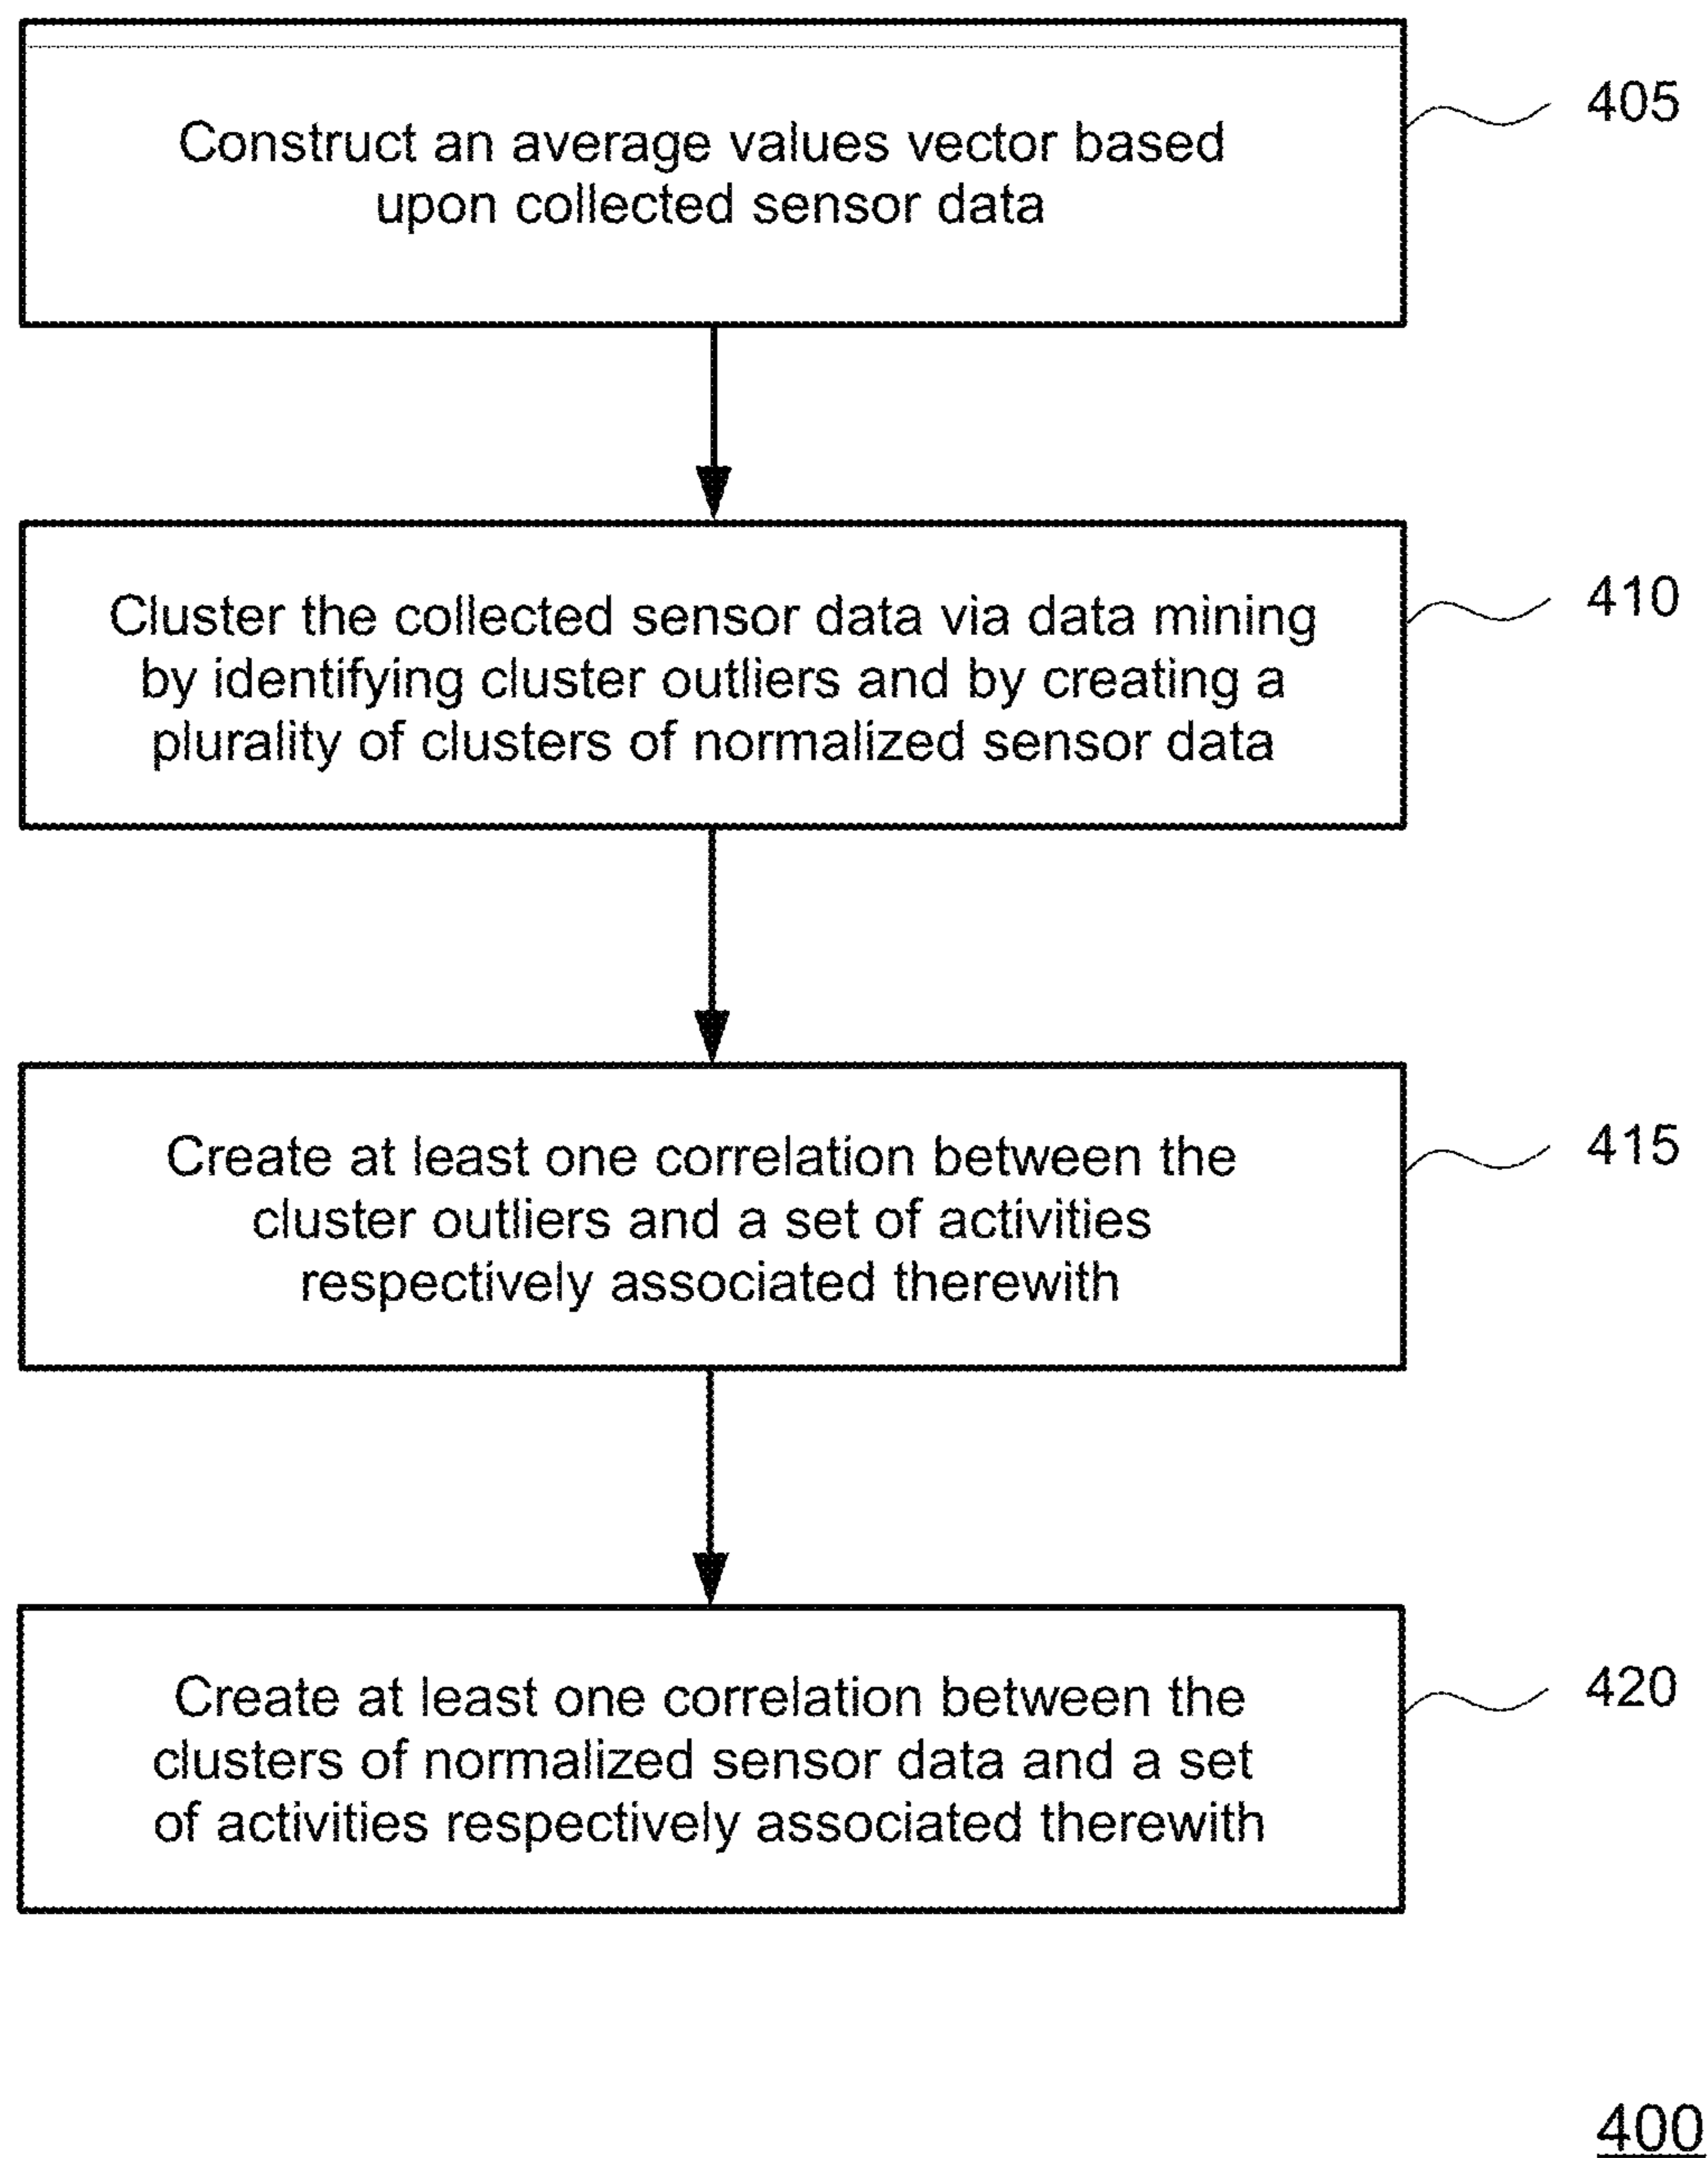 Construct an average values vector based
upon collected sensor data
405
Cluster the collected sensor data via data mining
by identifying cluster outliers and by creating a
plurality of clusters of normalized sensor data
410
Create at least one correlation between the
cluster outliers and a set of activities
respectively associated therewith
415
Create at least one correlation between the
clusters of normalized sensor data and a set
of activities respectively associated therewith
420
400